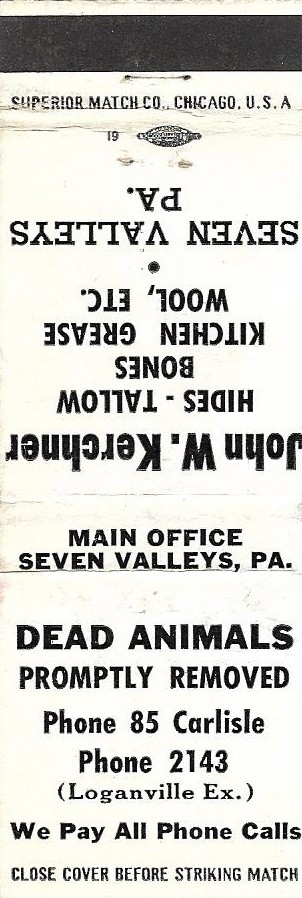 SUPERIOR MATCH CO., CHICAGO, U.S.A
19
John W. Kerchner
HIDES - TALLOW
BONES
KITCHEN GREASE
WOOL, ETC.
•
SEVEN VALLEYS
PA.
MAIN OFFICE
SEVEN VALLEYS, PA.
DEAD ANIMALS
PROMPTLY REMOVED
Phone 85 Carlisle
Phone 2143
(Loganville Ex.)
We Pay All Phone Calls
CLOSE COVER BEFORE STRIKING MATCH